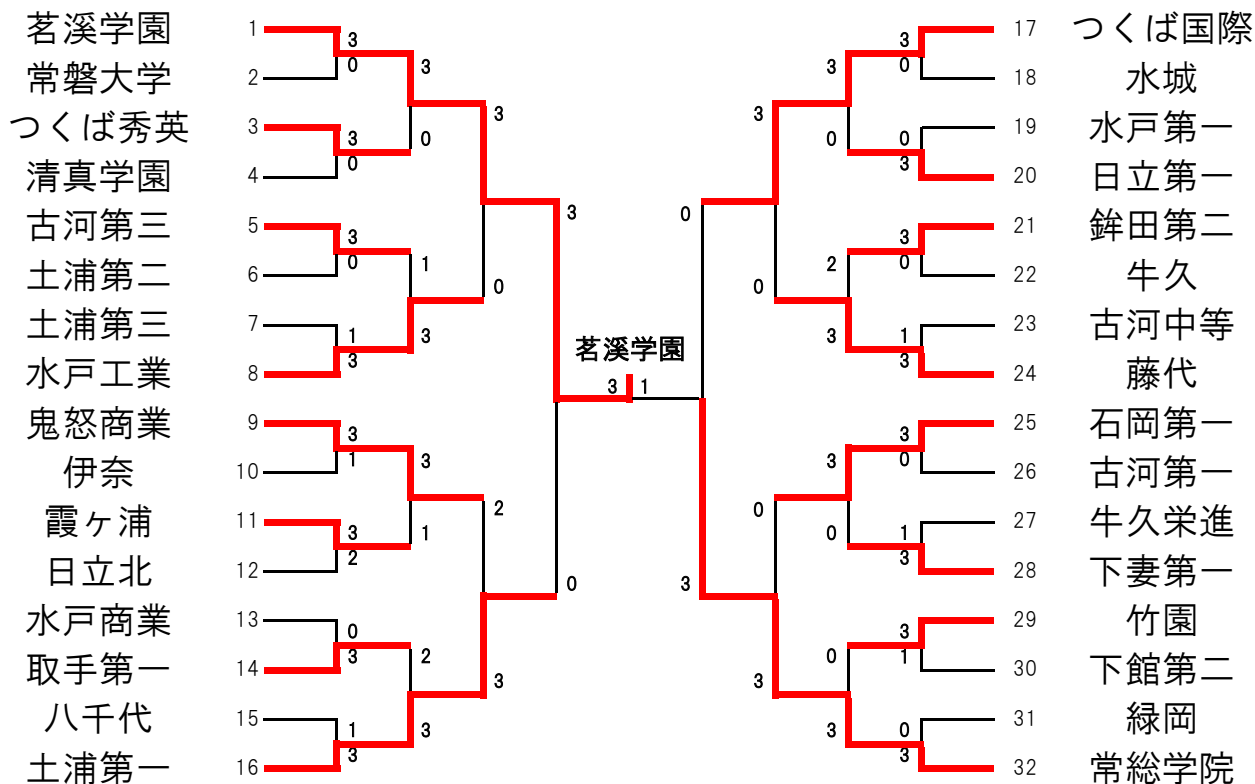 茗溪学園 1 3 3 17 つくば国際
常磐大学 2 0 3 3 0 18 水城
つくば秀英 3 3 3 3 0 19 水戸第一
清真学園 4 0 0 0 3 20 日立第一
古河第三 5 3 3 0 3 21 鉾田第二
土浦第二 6 0 1 2 0 22 牛久
土浦第三 7 1 0 0 1 23 古河中等
水戸工業 8 3 3 3 3 24 藤代
茗溪学園
3 1
鬼怒商業 9 3 3 25 石岡第一
伊奈 10 1 3 3 0 26 古河第一
霞ヶ浦 11 3 2 0 1 27 牛久栄進
日立北 12 2 1 0 3 28 下妻第一
水戸商業 13 0 0 3 3 29 竹園
取手第一 14 3 2 0 1 30 下館第二
八千代 15 1 3 3 0 31 緑岡
土浦第一 16 3 3 3 3 32 常総学院